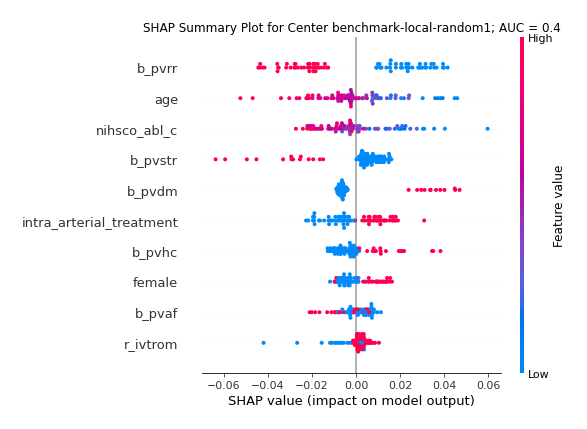 SHAP Summary Plot for Center benchmark-local-random1; AUC = 0.4
High
b_pvrr
age
nihsco_abl_c
b_pvstr
b_pvdm
intra_arterial_treatment
b_pvhc
female
b_pvaf
r_ivtrom
Feature value
Low
−0.06 −0.04 −0.02 0.00 0.02 0.04 0.06
SHAP value (impact on model output)